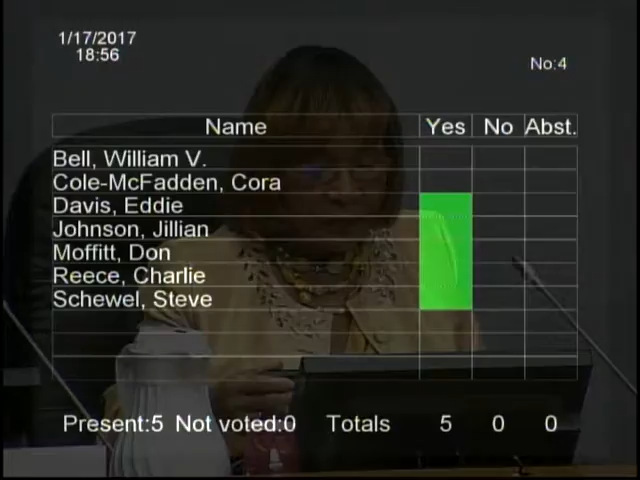 1/17/2017
18:56
No:4
Name Yes No Abst.
Bell, William V.
Cole-McFadden, Cora
Davis, Eddie
Johnson, Jillian
Moffitt, Don
Reece, Charlie
Schewel, Steve
Present:5 Not voted:0 Totals 5 0 0